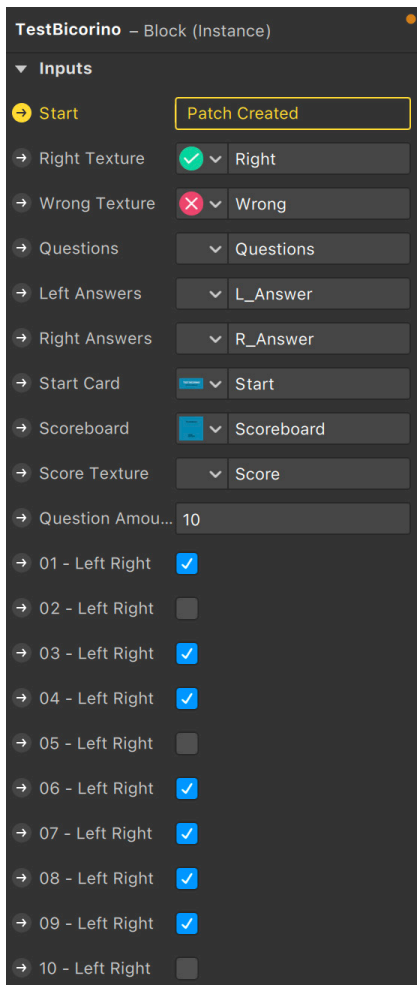 TestBicorino – Block (Instance)
Inputs
Start Patch Created
Right Texture Right
Wrong Texture Wrong
Questions Questions
Left Answers L_Answer
Right Answers R_Answer
Start Card Start
Scoreboard Scoreboard
Score Texture Score
Question Amou... 10
01 - Left Right
02 - Left Right
03 - Left Right
04 - Left Right
05 - Left Right
06 - Left Right
07 - Left Right
08 - Left Right
09 - Left Right
10 - Left Right